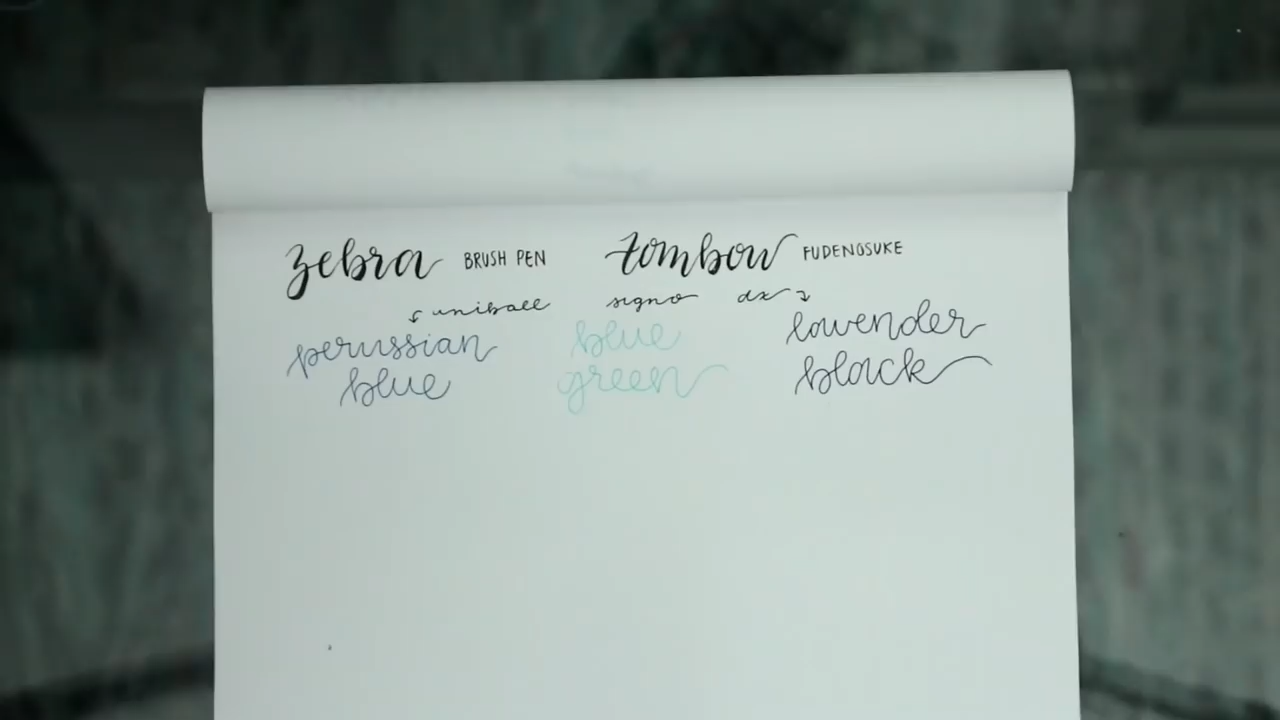 zebra BRUSH PEN tombow FUDENOSUKE
uniball signo dx
perussian blue lavender
blue green black